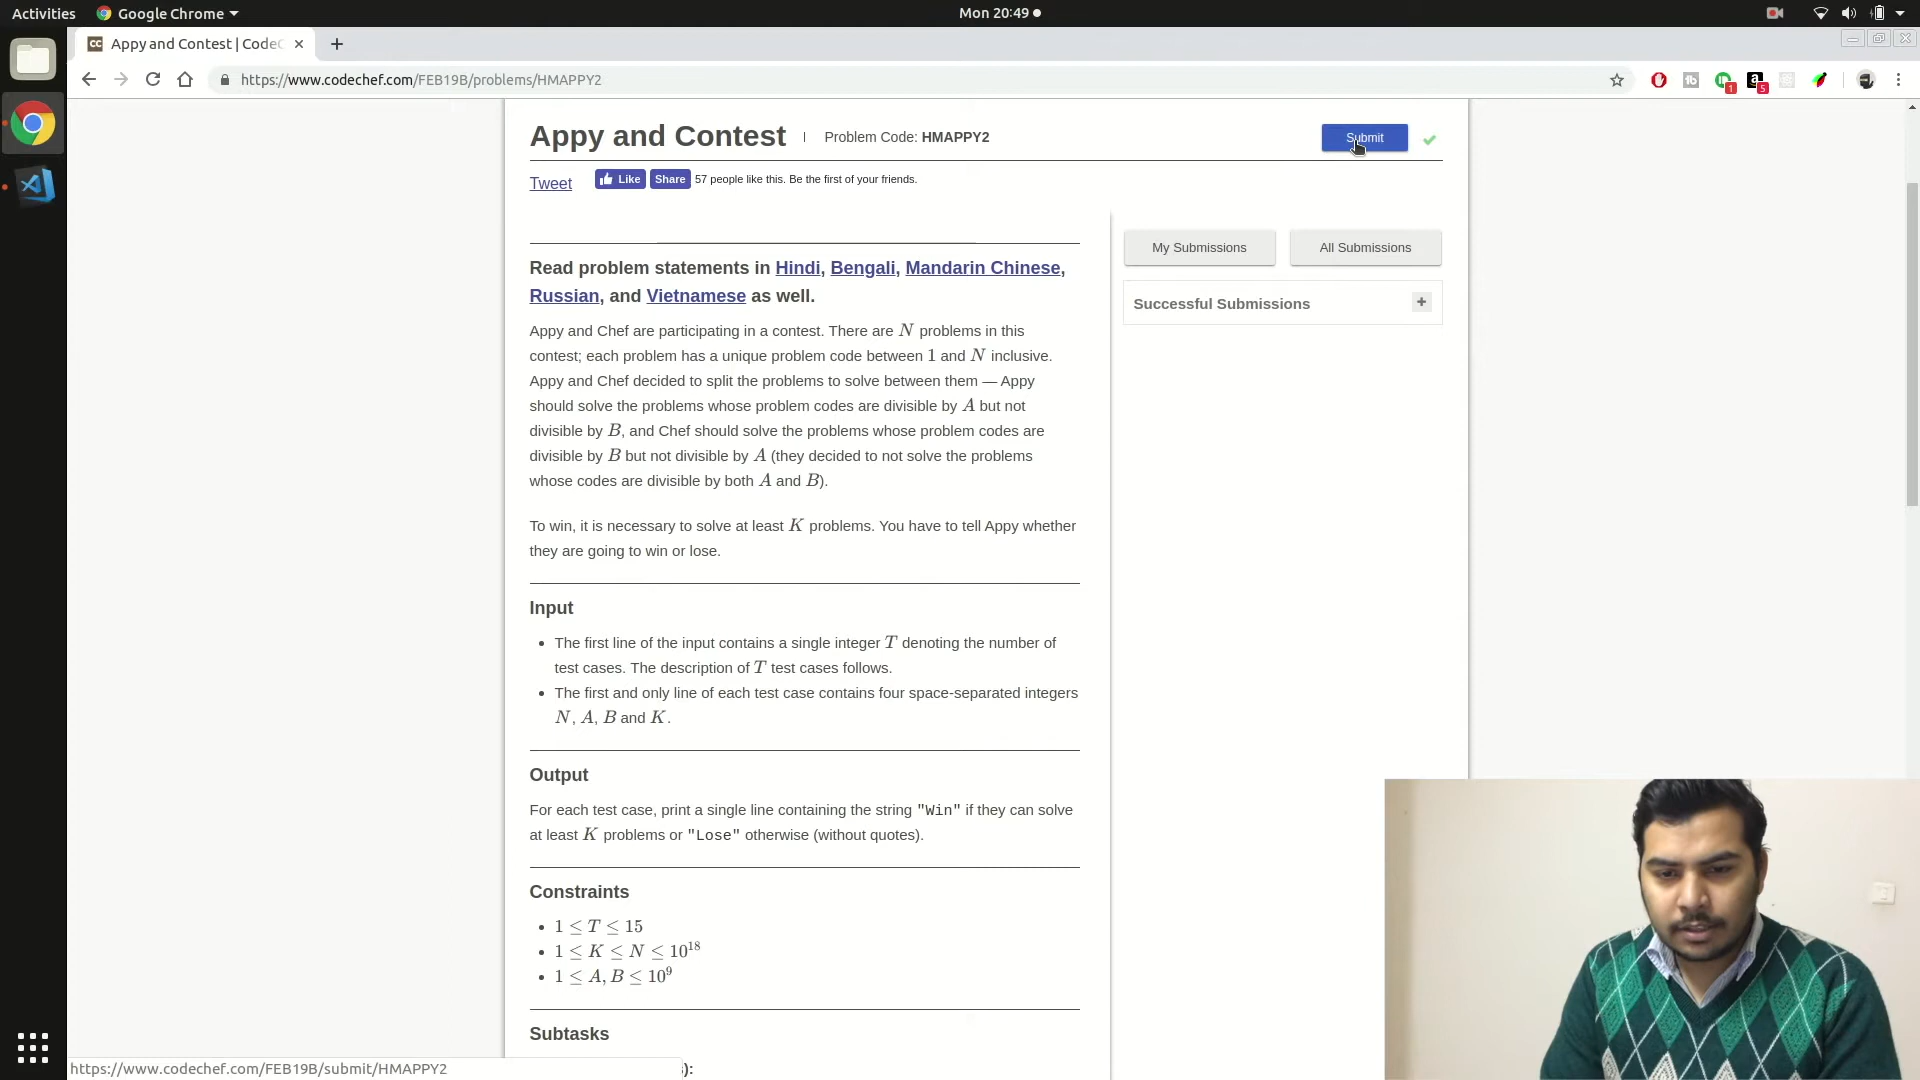 Activities Google Chrome Mon 20:49
Appy and Contest | CodeC
https://www.codechef.com/FEB19B/problems/HMAPPY2
1 5
Appy and Contest Problem Code: HMAPPY2 Submit
Tweet Like Share 57 people like this. Be the first of your friends.
My Submissions All Submissions
Read problem statements in Hindi, Bengali, Mandarin Chinese,
Russian, and Vietnamese as well.
Successful Submissions +
Appy and Chef are participating in a contest. There are N problems in this
contest; each problem has a unique problem code between 1 and N inclusive.
Appy and Chef decided to split the problems to solve between them — Appy
should solve the problems whose problem codes are divisible by A but not
divisible by B, and Chef should solve the problems whose problem codes are
divisible by B but not divisible by A (they decided to not solve the problems
whose codes are divisible by both A and B).
To win, it is necessary to solve at least K problems. You have to tell Appy whether
they are going to win or lose.
Input
• The first line of the input contains a single integer T denoting the number of
test cases. The description of T test cases follows.
• The first and only line of each test case contains four space-separated integers
N, A, B and K.
Output
For each test case, print a single line containing the string "Win" if they can solve
at least K problems or "Lose" otherwise (without quotes).
Constraints
• 1 ≤ T ≤ 15
• 1 ≤ K ≤ N ≤ 10¹⁸
• 1 ≤ A, B ≤ 10⁹
Subtasks
https://www.codechef.com/FEB19B/submit/HMAPPY2 ):